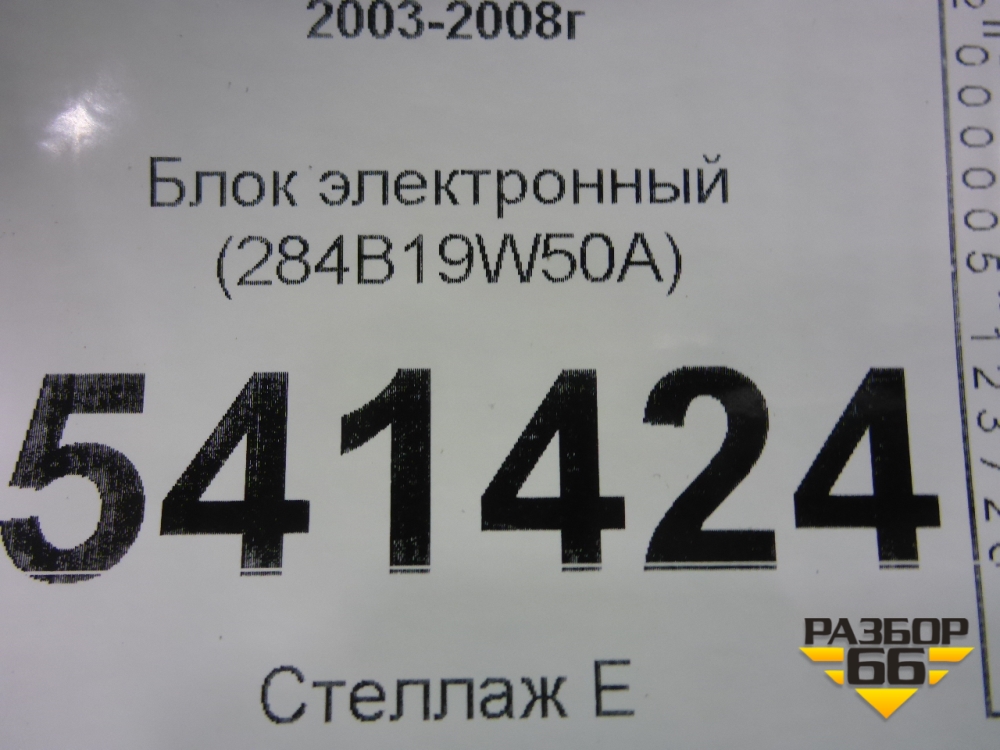 2003-2008г
Блок электронный
(284B19W50A)
541424
Стеллаж Е
РАЗБОР
66